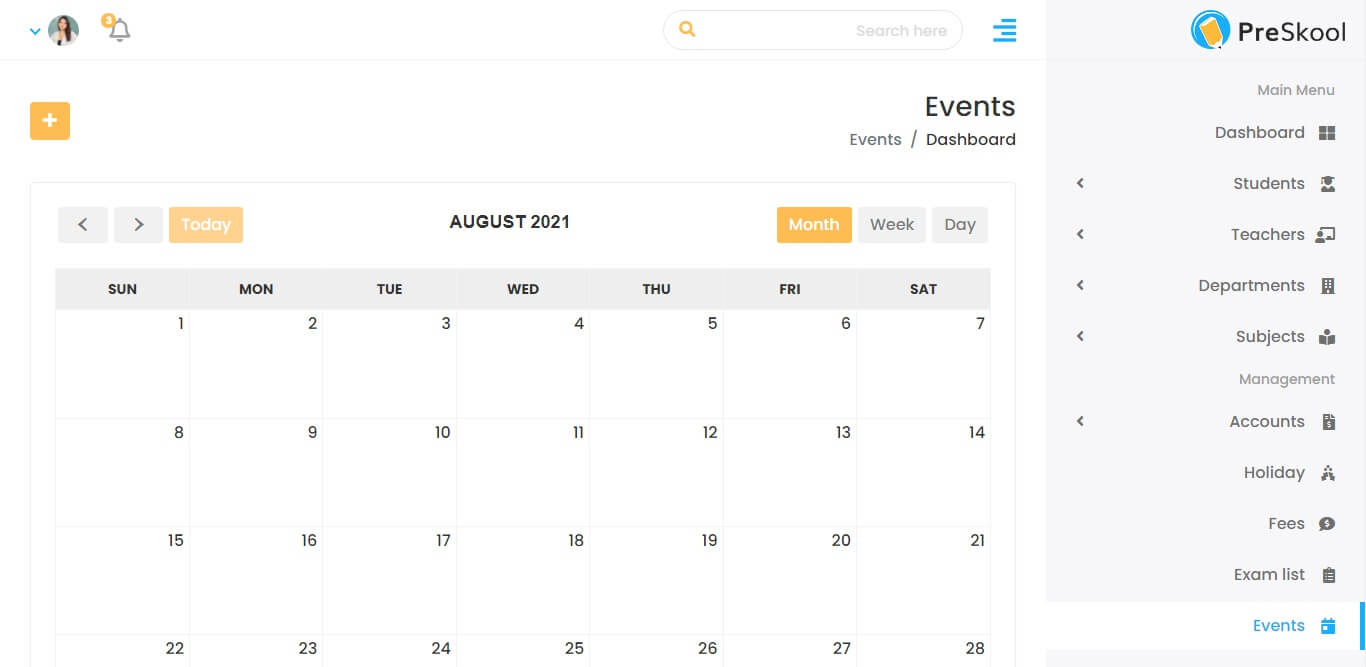 3
Search here
PreSkool
Events
Events / Dashboard
Today
AUGUST 2021
Month Week Day
SUN MON TUE WED THU FRI SAT
1 2 3 4 5 6 7
8 9 10 11 12 13 14
15 16 17 18 19 20 21
22 23 24 25 26 27 28
Main Menu
Dashboard
Students
Teachers
Departments
Subjects
Management
Accounts
Holiday
Fees
Exam list
Events